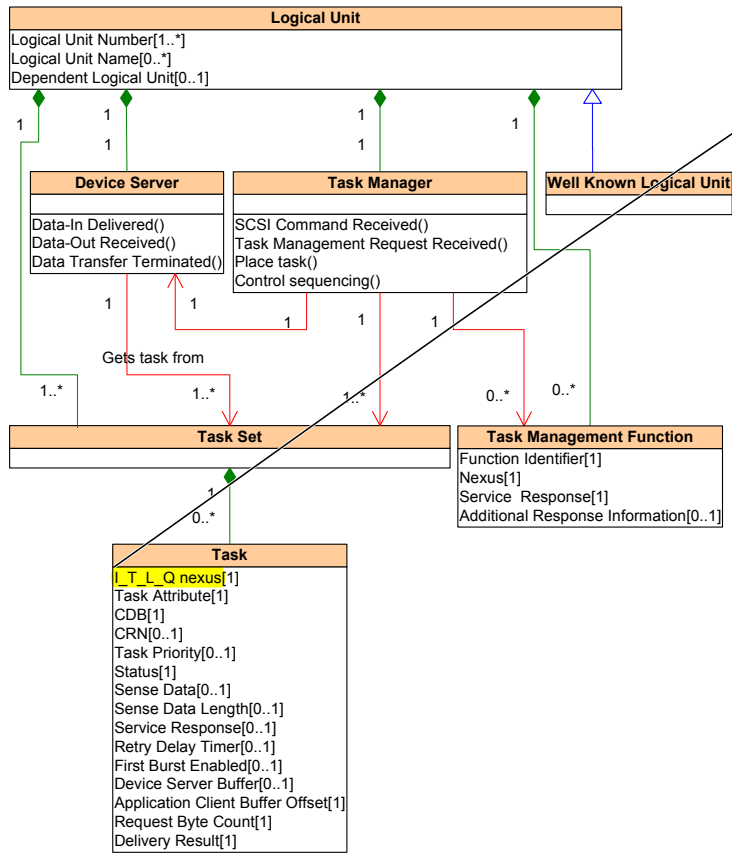 Logical Unit
Logical Unit Number[1..*]
Logical Unit Name[0..*]
Dependent Logical Unit[0..1]
1
1
1
1
1
1
Device Server
Data-In Delivered()
Data-Out Received()
Data Transfer Terminated()
Task Manager
SCSI Command Received()
Task Management Request Received()
Place task()
Control sequencing()
Well Known Logical Unit
1
1
1
1
1
Gets task from
1..*
1..*
1..*
0..*
0..*
Task Set
Task Management Function
Function Identifier[1]
Nexus[1]
Service Response[1]
Additional Response Information[0..1]
1
0..*
Task
I_T_L_Q nexus[1]
Task Attribute[1]
CDB[1]
CRN[0..1]
Task Priority[0..1]
Status[1]
Sense Data[0..1]
Sense Data Length[0..1]
Service Response[0..1]
Retry Delay Timer[0..1]
First Burst Enabled[0..1]
Device Server Buffer[0..1]
Application Client Buffer Offset[1]
Request Byte Count[1]
Delivery Result[1]